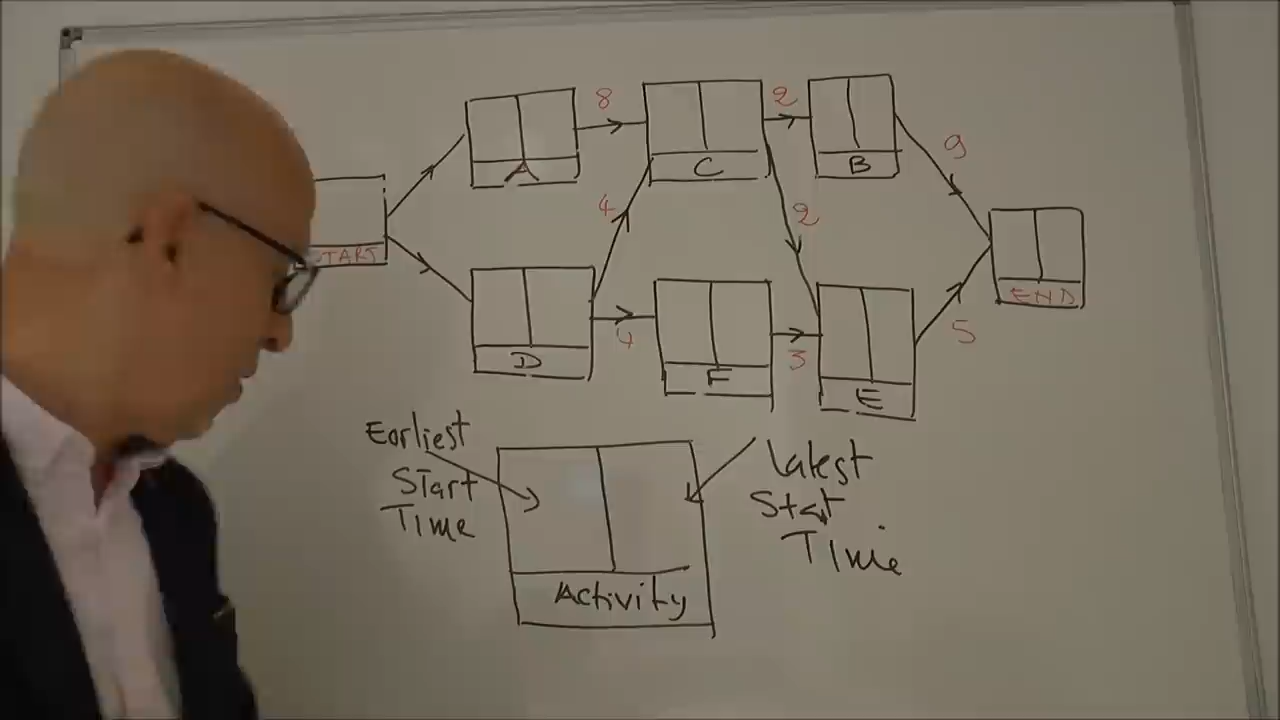 8
2
A
C
B
9
4
2
START
END
D
4
F
3
E
5
Earliest
Start
Time
Latest
Start
Time
Activity